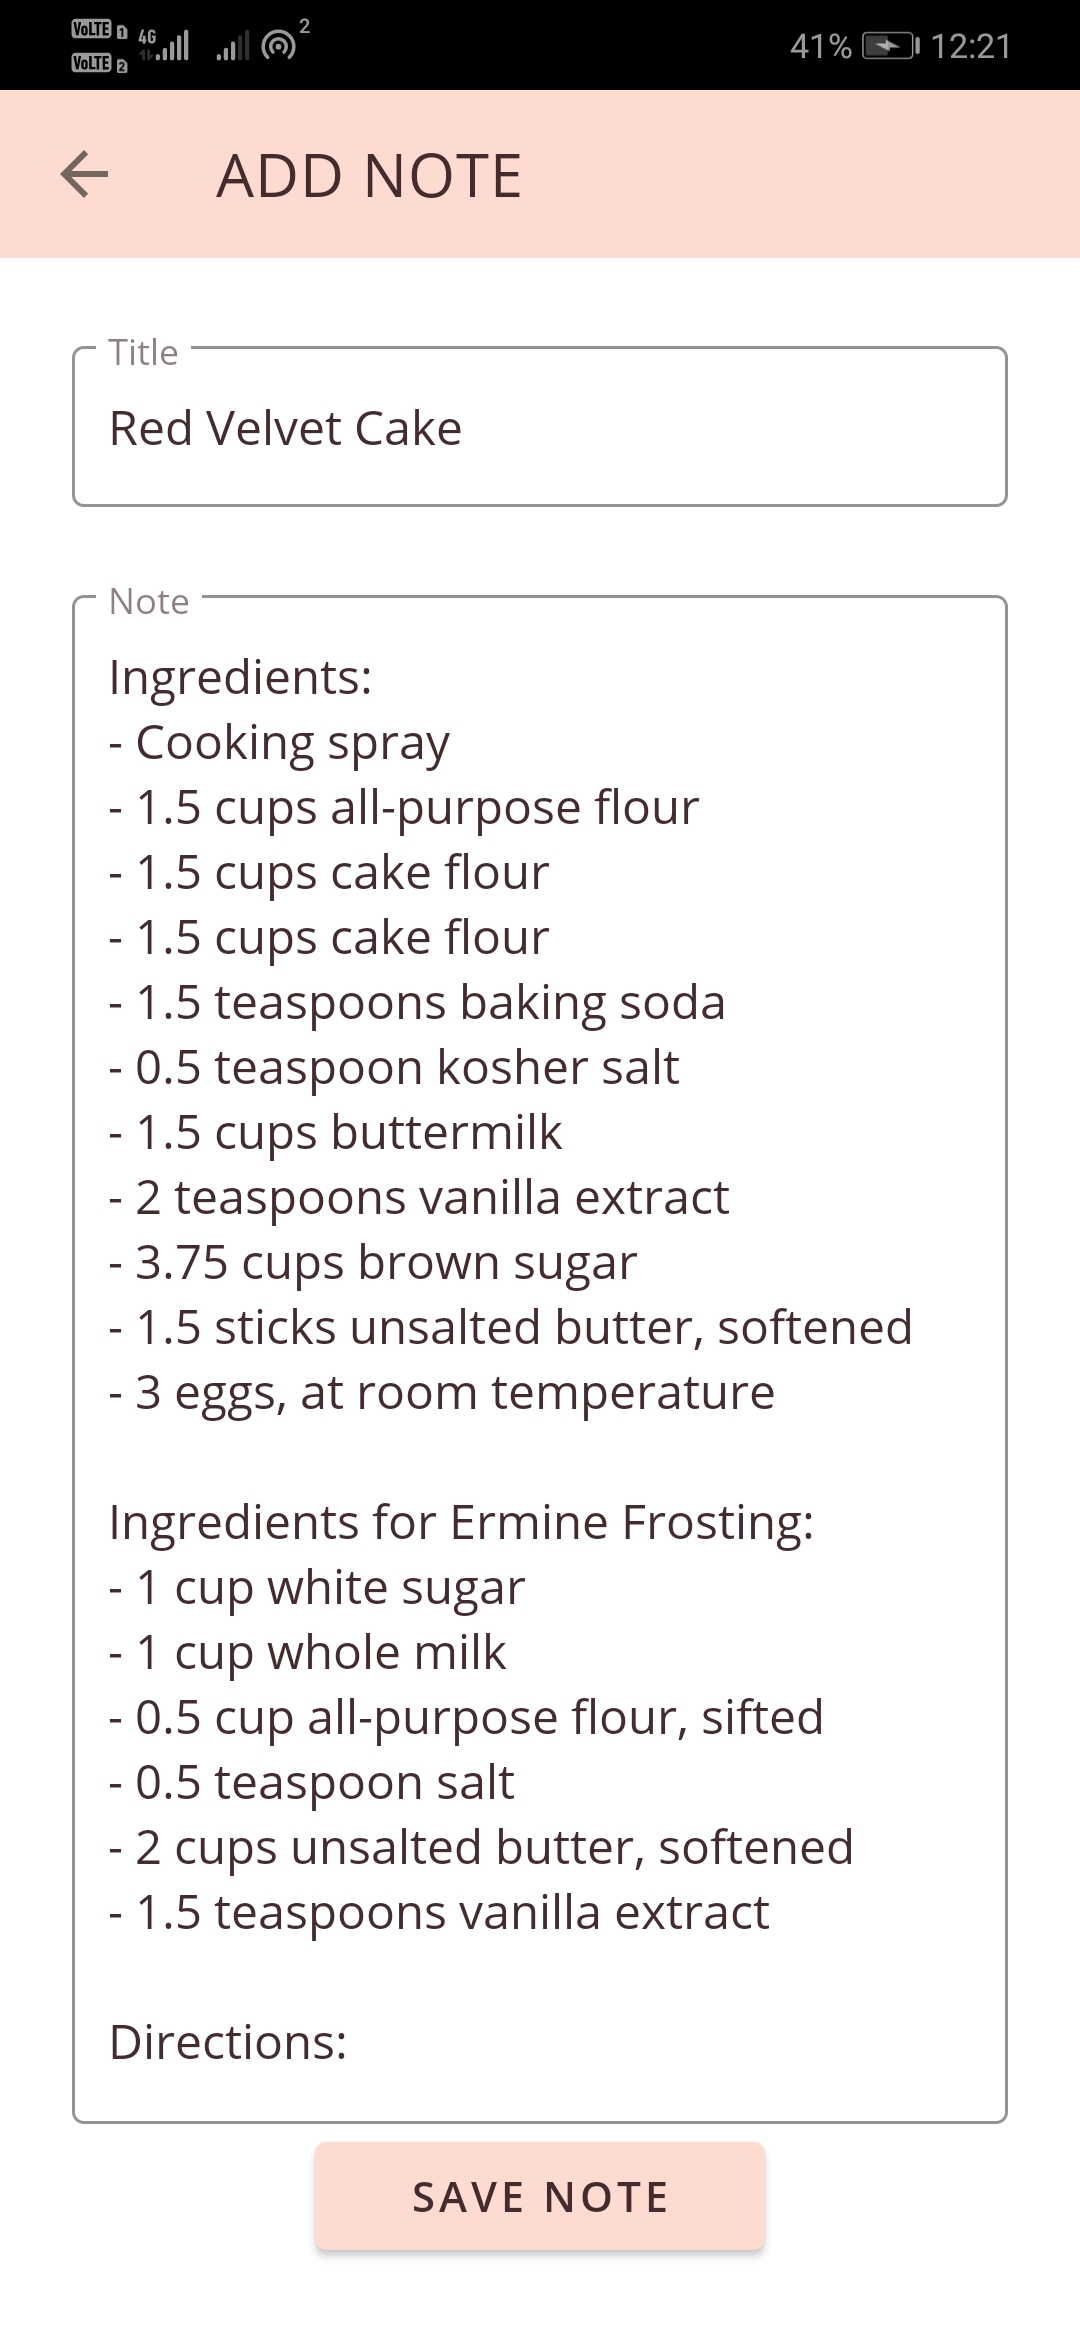 VoLTE 1 4G 2 41% 12:21
VoLTE 2
ADD NOTE
Title
Red Velvet Cake
Note
Ingredients:
- Cooking spray
- 1.5 cups all-purpose flour
- 1.5 cups cake flour
- 1.5 cups cake flour
- 1.5 teaspoons baking soda
- 0.5 teaspoon kosher salt
- 1.5 cups buttermilk
- 2 teaspoons vanilla extract
- 3.75 cups brown sugar
- 1.5 sticks unsalted butter, softened
- 3 eggs, at room temperature
Ingredients for Ermine Frosting:
- 1 cup white sugar
- 1 cup whole milk
- 0.5 cup all-purpose flour, sifted
- 0.5 teaspoon salt
- 2 cups unsalted butter, softened
- 1.5 teaspoons vanilla extract
Directions:
SAVE NOTE